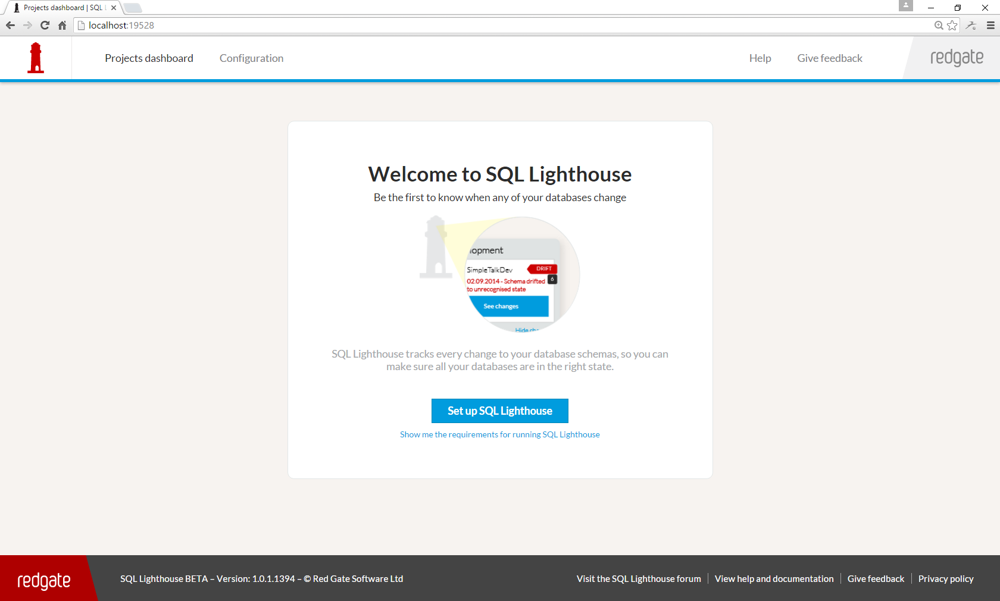 Projects dashboard | SQL
localhost:19528
Projects dashboard
Configuration
Help
Give feedback
redgate
Welcome to SQL Lighthouse
Be the first to know when any of your databases change
lopment
SimpleTalkDev
DRIFT
02.09.2014 - Schema drifted
6
to unrecognised state
See changes
Hide ch
SQL Lighthouse tracks every change to your database schemas, so you can
make sure all your databases are in the right state.
Set up SQL Lighthouse
Show me the requirements for running SQL Lighthouse
redgate
SQL Lighthouse BETA – Version: 1.0.1.1394 – © Red Gate Software Ltd
Visit the SQL Lighthouse forum
View help and documentation
Give feedback
Privacy policy